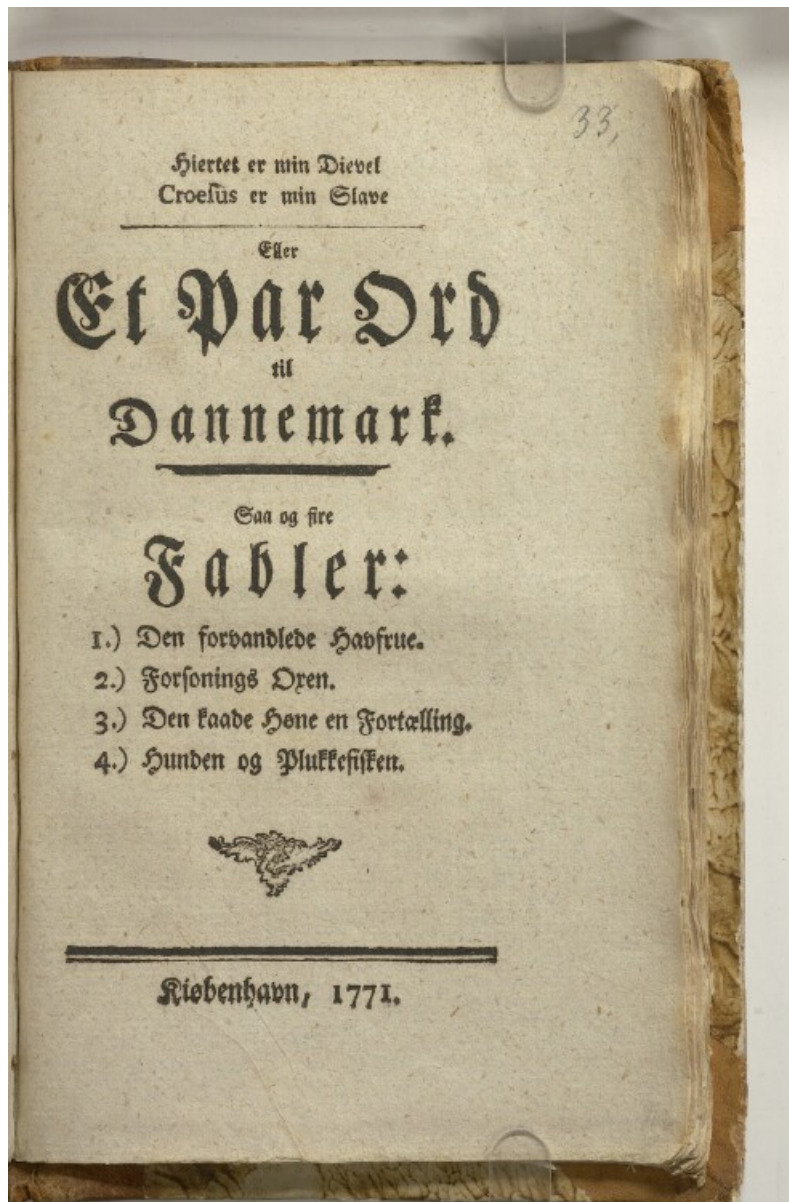 33,
Hiertet er min Dievel
Croeſūs er min Slave
Eller
Et Par Ord
til
Dannemark.
Saa og fire
Fabler:
1.) Den forvandlede Havfrue.
2.) Forſonings Oxen.
3.) Den kaade Høne en Fortælling.
4.) Hunden og Plukkefiſken.
Kiøbenhavn, 1771.